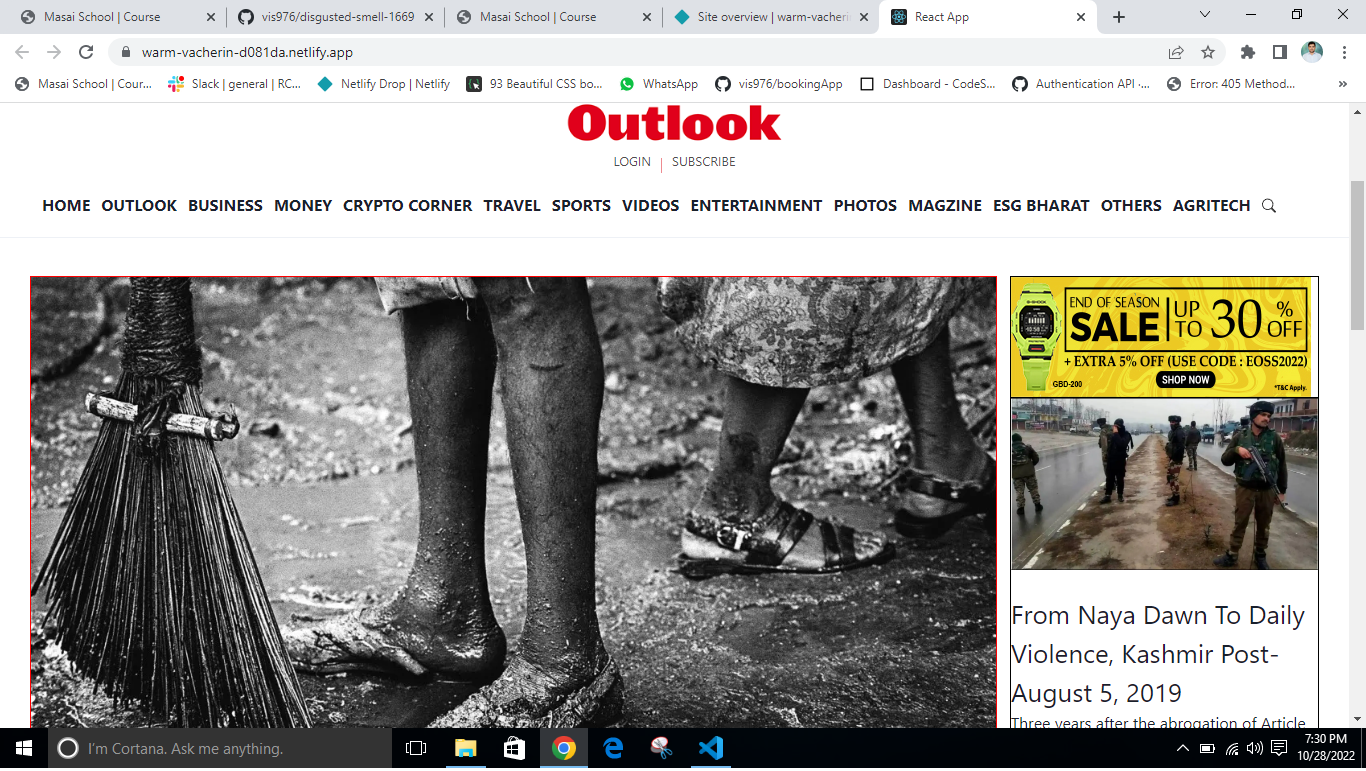 Masai School | Course
vis976/disgusted-smell-1669
Masai School | Course
Site overview | warm-vacherin
React App
warm-vacherin-d081da.netlify.app
Masai School | Cour...
Slack | general | RC...
Netlify Drop | Netlify
93 Beautiful CSS bo...
WhatsApp
vis976/bookingApp
Dashboard - CodeS...
Authentication API ·...
Error: 405 Method...
»
Outlook
LOGIN | SUBSCRIBE
HOME OUTLOOK BUSINESS MONEY CRYPTO CORNER TRAVEL SPORTS VIDEOS ENTERTAINMENT PHOTOS MAGZINE ESG BHARAT OTHERS AGRITECH
END OF SEASON
SALE
UP TO 30% OFF
+ EXTRA 5% OFF (USE CODE : EOSS2022)
SHOP NOW
GBD-200
*T&C Apply.
From Naya Dawn To Daily
Violence, Kashmir Post-
August 5, 2019
Three years after the abrogation of Article
I'm Cortana. Ask me anything.
7:30 PM
10/28/2022